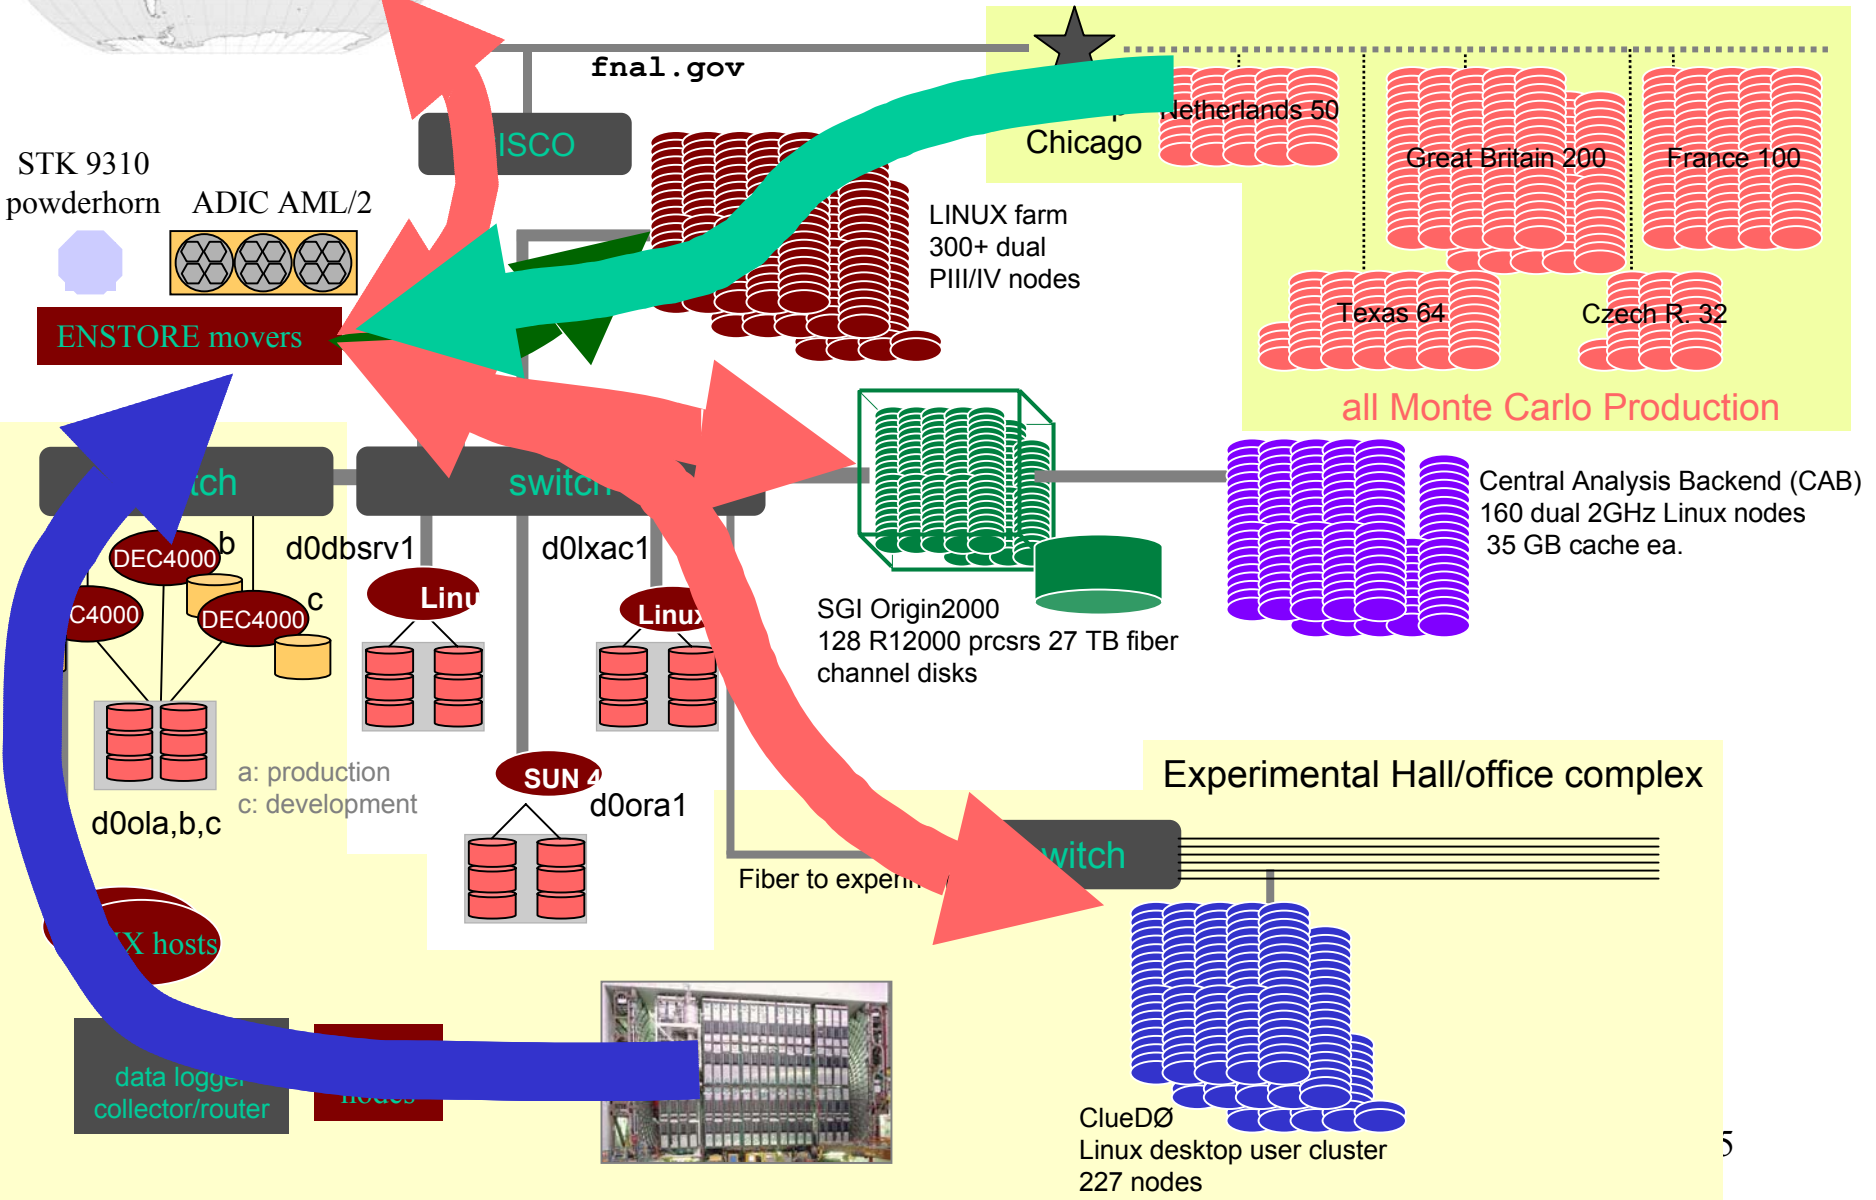 fnal.gov
ISCO
Chicago
Netherlands 50
Great Britain 200
France 100
STK 9310
powderhorn
ADIC AML/2
LINUX farm
300+ dual
PIII/IV nodes
ENSTORE movers
Texas 64
Czech R. 32
all Monte Carlo Production
tch
switch
Central Analysis Backend (CAB)
160 dual 2GHz Linux nodes
35 GB cache ea.
b
d0dbsrv1
d0lxac1
DEC4000
c
C4000
DEC4000
Linu
Linux
SGI Origin2000
128 R12000 prcsrs 27 TB fiber
channel disks
a: production
c: development
d0ola,b,c
SUN 4
d0ora1
Experimental Hall/office complex
witch
Fiber to experim
X hosts
data logger
collector/router
nodes
ClueDØ
Linux desktop user cluster
227 nodes
5